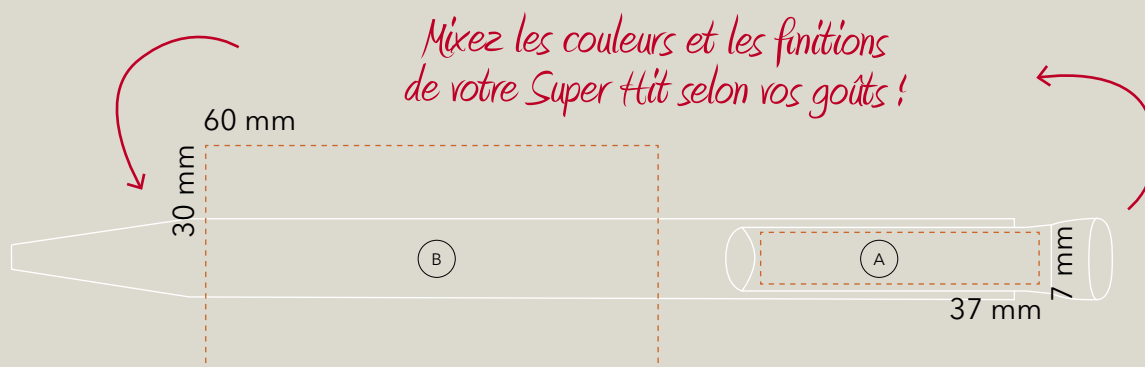 Mixez les couleurs et les finitions
de votre Super Hit selon vos goûts !
60 mm
30 mm
B
A
7 mm
37 mm